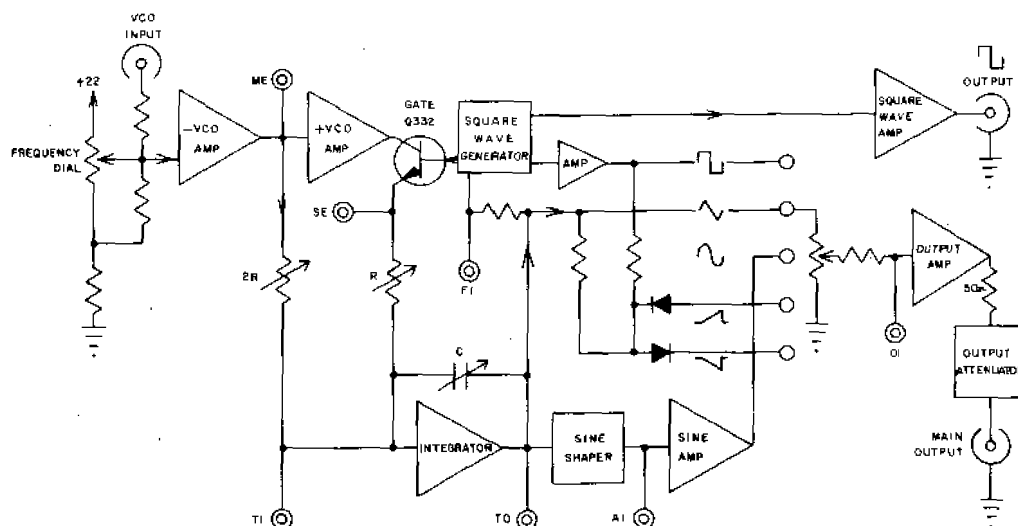 VCO
INPUT
+22
FREQUENCY
DIAL
-VCO
AMP
ME
+VCO
AMP
GATE
Q332
SQUARE
WAVE
GENERATOR
AMP
SQUARE
WAVE
AMP
OUTPUT
SE
2R
R
FI
C
INTEGRATOR
SINE
SHAPER
SINE
AMP
OUTPUT
AMP
50Ω
OI
OUTPUT
ATTENUATOR
MAIN
OUTPUT
TI
TO
AI